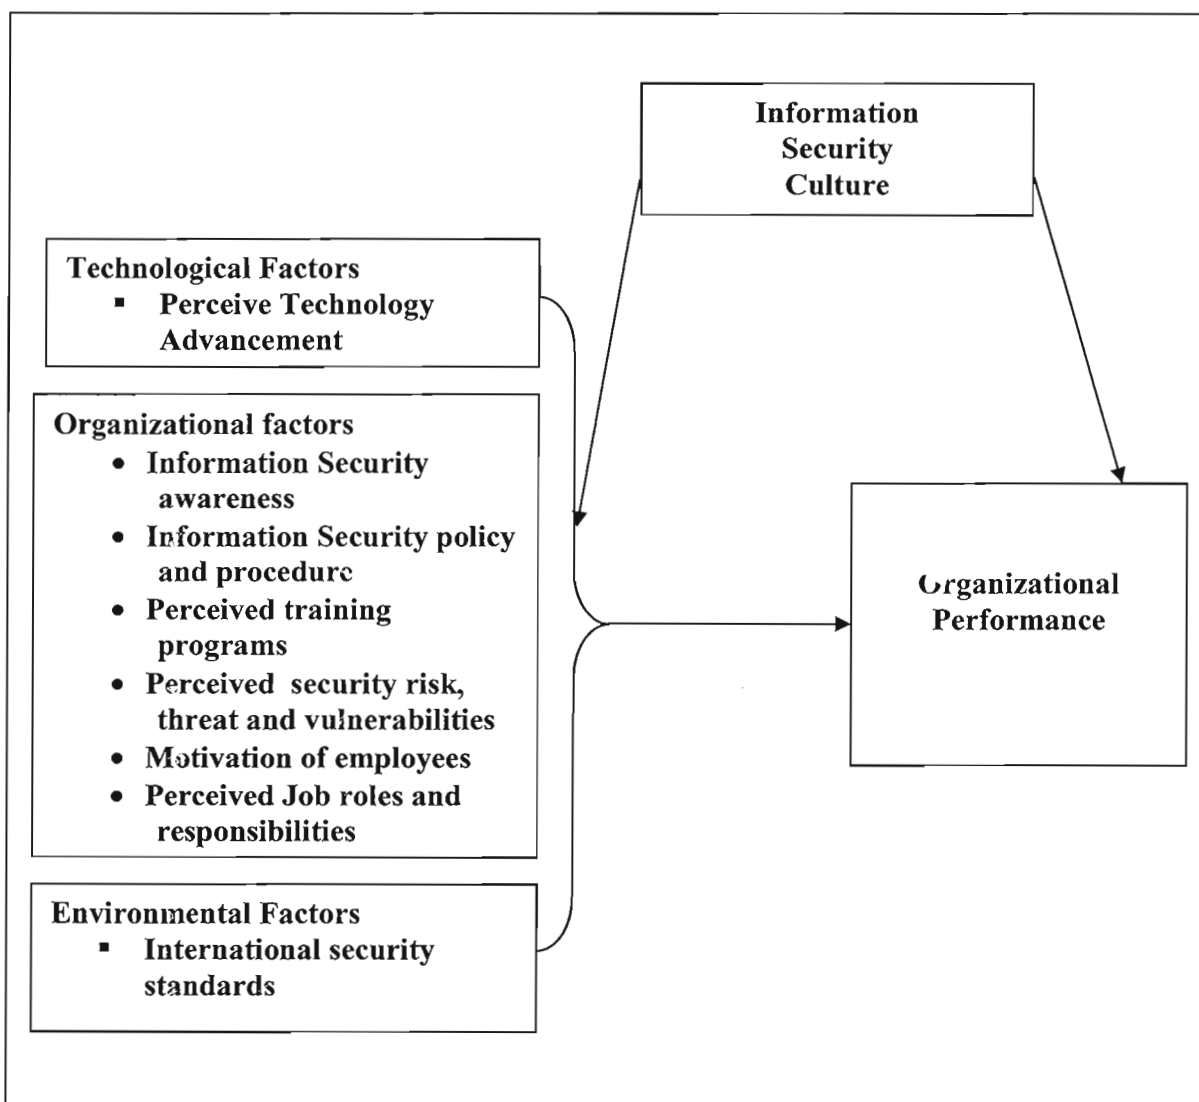 Information
Security
Culture
Technological Factors
▪ Perceive Technology
Advancement
Organizational factors
• Information Security
awareness
• Information Security policy
and procedure
• Perceived training
programs
• Perceived security risk,
threat and vulnerabilities
• Motivation of employees
• Perceived Job roles and
responsibilities
Environmental Factors
▪ International security
standards
Organizational
Performance